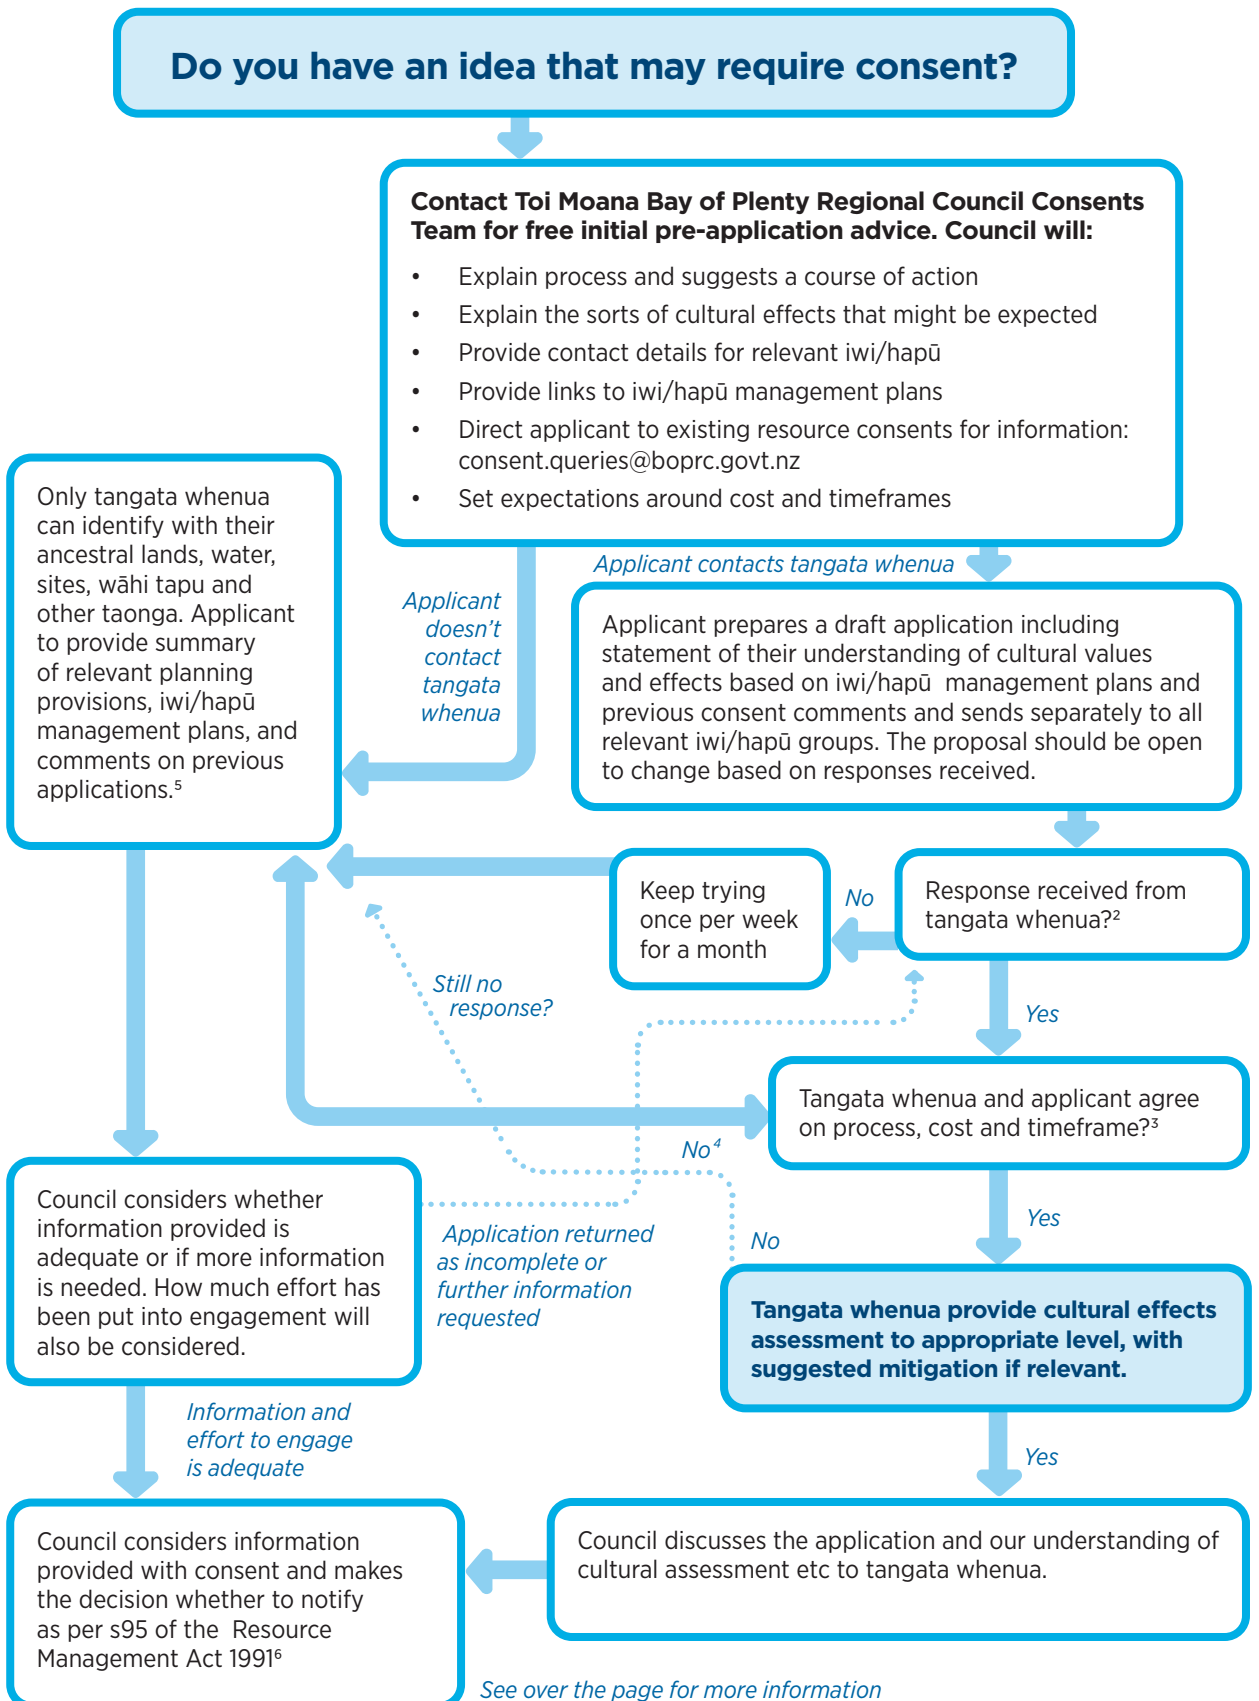 Do you have an idea that may require consent?
Contact Toi Moana Bay of Plenty Regional Council Consents
Team for free initial pre-application advice. Council will:
• Explain process and suggests a course of action
• Explain the sorts of cultural effects that might be expected
• Provide contact details for relevant iwi/hapū
• Provide links to iwi/hapū management plans
• Direct applicant to existing resource consents for information:
consent.queries@boprc.govt.nz
• Set expectations around cost and timeframes
Only tangata whenua
can identify with their
ancestral lands, water,
sites, wāhi tapu and
other taonga. Applicant
to provide summary
of relevant planning
provisions, iwi/hapū
management plans, and
comments on previous
applications.⁵
Applicant
doesn’t
contact
tangata
whenua
Applicant contacts tangata whenua
Applicant prepares a draft application including
statement of their understanding of cultural values
and effects based on iwi/hapū management plans and
previous consent comments and sends separately to all
relevant iwi/hapū groups. The proposal should be open
to change based on responses received.
Response received from
tangata whenua?²
No
Keep trying
once per week
for a month
Still no
response?
Yes
Tangata whenua and applicant agree
on process, cost and timeframe?³
No⁴
Yes
Council considers whether
information provided is
adequate or if more information
is needed. How much effort has
been put into engagement will
also be considered.
Application returned
as incomplete or
further information
requested
No
Tangata whenua provide cultural effects
assessment to appropriate level, with
suggested mitigation if relevant.
Information and
effort to engage
is adequate
Yes
Council discusses the application and our understanding of
cultural assessment etc to tangata whenua.
Council considers information
provided with consent and makes
the decision whether to notify
as per s95 of the Resource
Management Act 1991⁶
See over the page for more information